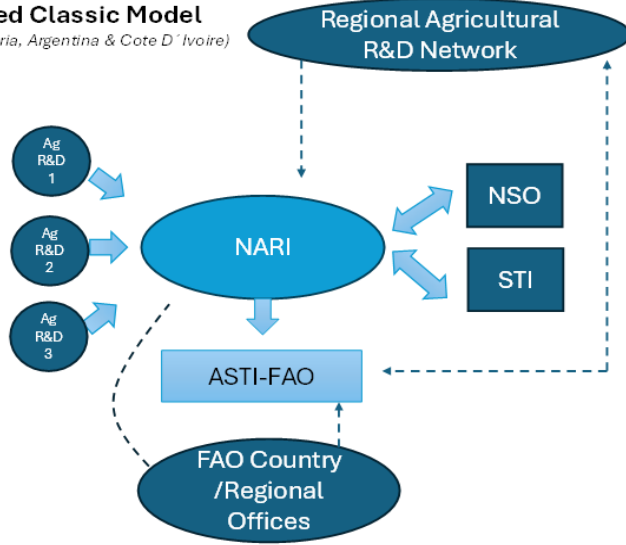 ed Classic Model
ria, Argentina & Cote D´Ivoire)
Regional Agricultural
R&D Network
Ag
R&D
1
Ag
R&D
2
Ag
R&D
3
NARI
NSO
STI
ASTI-FAO
FAO Country
/Regional
Offices